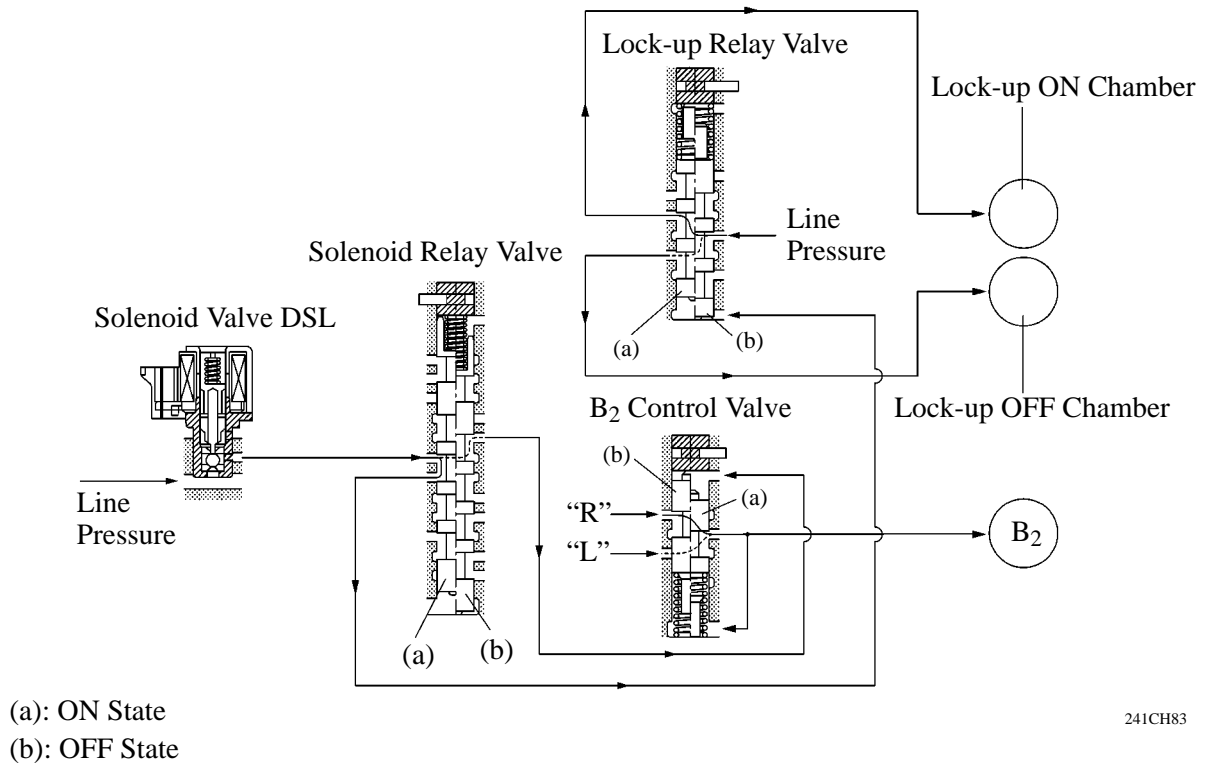 Lock-up Relay Valve
Lock-up ON Chamber
Line
Pressure
Solenoid Relay Valve
Solenoid Valve DSL
(a)
(b)
B2 Control Valve
Lock-up OFF Chamber
(b)
(a)
Line
Pressure
“R”
“L”
B2
(a)
(b)
(a): ON State
(b): OFF State
241CH83